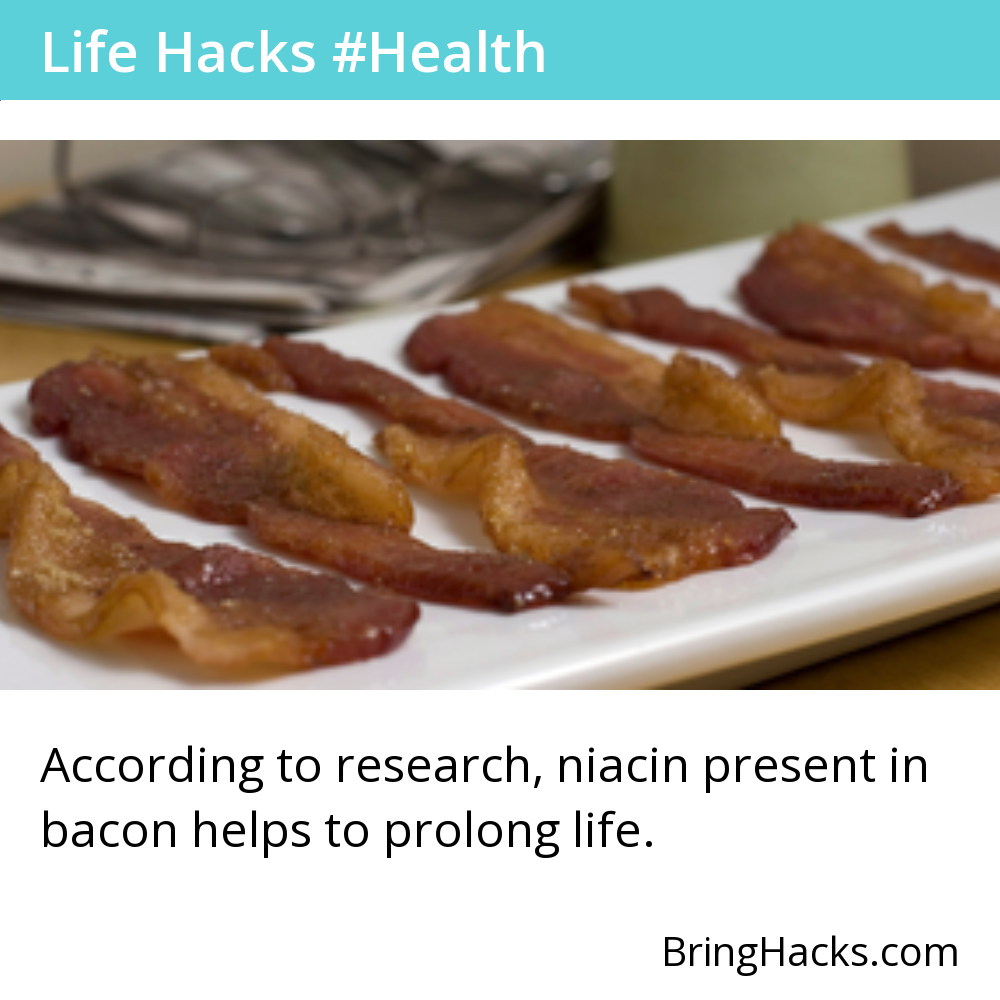 Life Hacks #Health
According to research, niacin present in
bacon helps to prolong life.
BringHacks.com